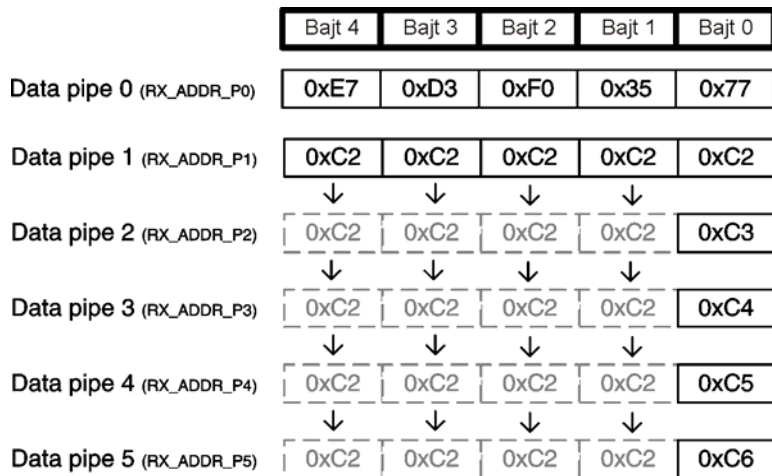 Bajt 4 Bajt 3 Bajt 2 Bajt 1 Bajt 0
Data pipe 0 (RX_ADDR_P0) 0xE7 0xD3 0xF0 0x35 0x77
Data pipe 1 (RX_ADDR_P1) 0xC2 0xC2 0xC2 0xC2 0xC2
Data pipe 2 (RX_ADDR_P2) 0xC2 0xC2 0xC2 0xC2 0xC3
Data pipe 3 (RX_ADDR_P3) 0xC2 0xC2 0xC2 0xC2 0xC4
Data pipe 4 (RX_ADDR_P4) 0xC2 0xC2 0xC2 0xC2 0xC5
Data pipe 5 (RX_ADDR_P5) 0xC2 0xC2 0xC2 0xC2 0xC6